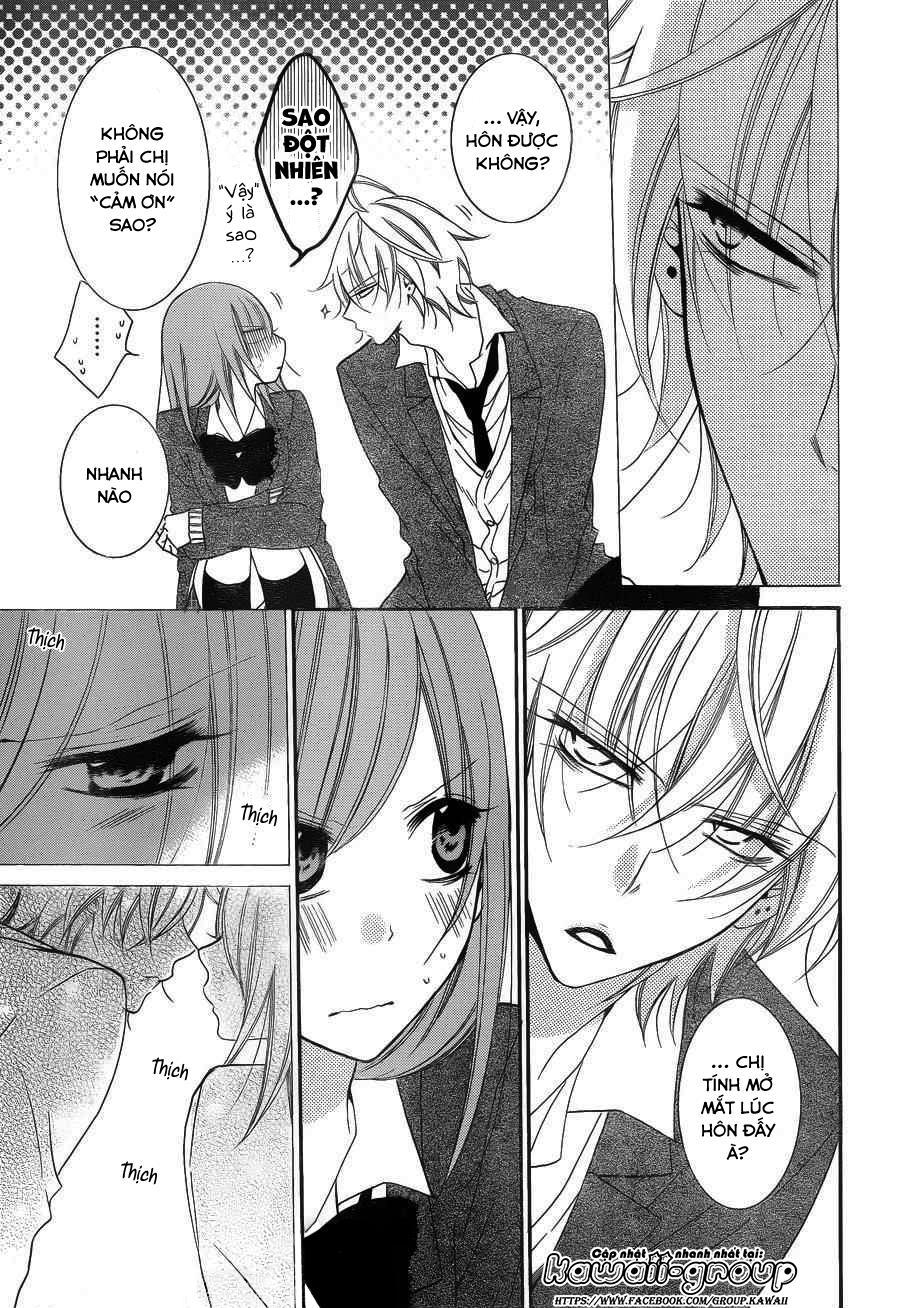 ... VẬY,
HÔN ĐƯỢC
KHÔNG?
SAO
ĐỘT
NHIÊN
...?
"Vậy"
ý là
sao
...?
KHÔNG
PHẢI CHỊ
MUỐN NÓI
“CẢM ƠN”
SAO?
......
NHANH
NÀO
... CHỊ
TÍNH MỞ
MẮT LÚC
HÔN ĐẤY
À?
Thịch
Thịch
...
Thịch
Thịch
Cập nhật nhanh nhất tại:
kawaii-group
HTTPS://WWW.FACEBOOK.COM/GROUP.KAWAII